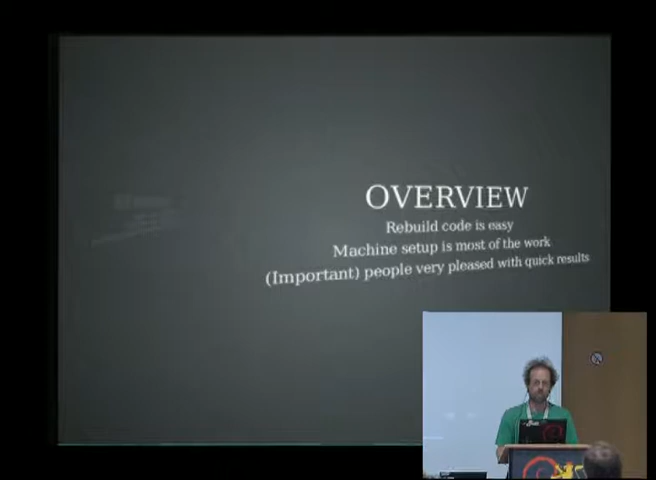 OVERVIEW
Rebuild code is easy
Machine setup is most of the work
(Important) people very pleased with quick results